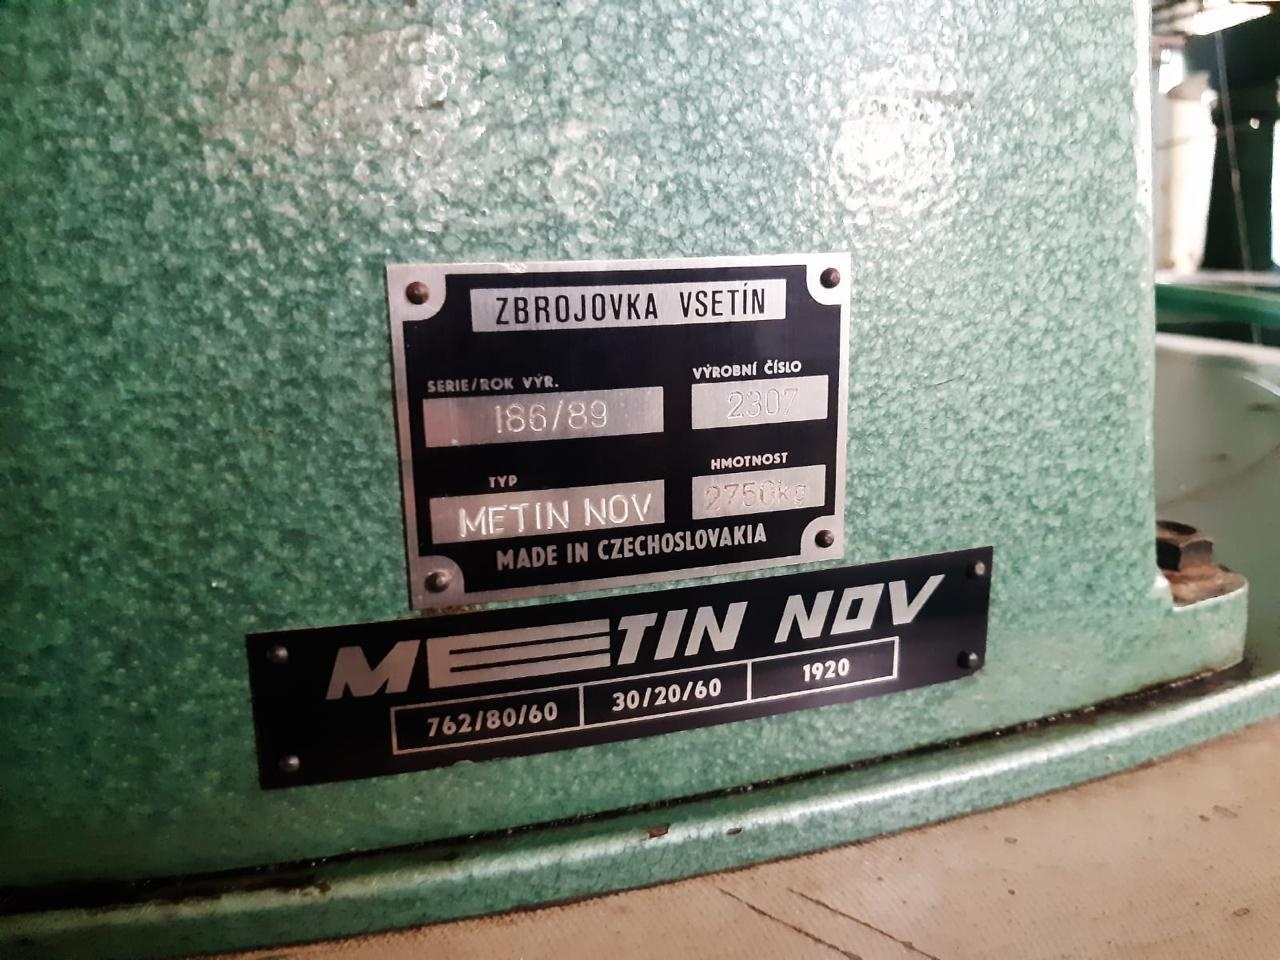 ZBROJOVKA VSETÍN
SERIE/ROK VÝR. VÝROBNÍ ČÍSLO
186/89 2307
TYP HMOTNOST
METIN NOV 2750kg
MADE IN CZECHOSLOVAKIA
METIN NOV
762/80/60 30/20/60 1920